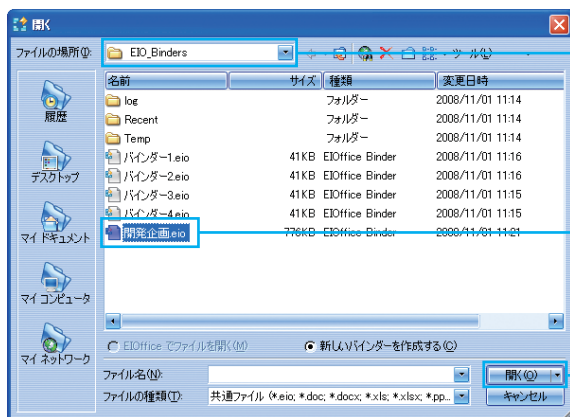 開く
ファイルの場所(I): EIO_Binders ツール(L)
名前 サイズ 種類 変更日時
log フォルダー 2008/11/01 11:14
Recent フォルダー 2008/11/01 11:14
Temp フォルダー 2008/11/01 11:14
バインダー1.eio 41KB EIOffice Binder 2008/11/01 11:16
バインダー2.eio 41KB EIOffice Binder 2008/11/01 11:16
バインダー3.eio 41KB EIOffice Binder 2008/11/01 11:15
バインダー4.eio 41KB EIOffice Binder 2008/11/01 11:15
開発企画.eio 776KB EIOffice Binder 2008/11/01 11:21
履歴
デスクトップ
マイ ドキュメント
マイ コンピュータ
マイ ネットワーク
EIOffice でファイルを開く(M) 新しいバインダーを作成する(C)
ファイル名(N): 開く(O)
ファイルの種類(T): 共通ファイル (*.eio; *.doc; *.docx; *.xls; *.xlsx; *.pp... キャンセル